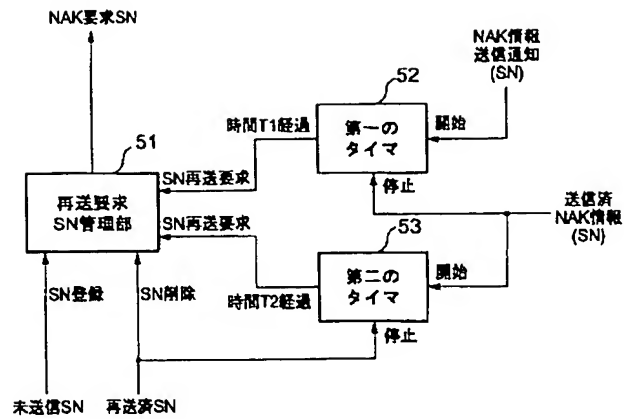 NAK要求SN
NAK情報
送信通知
(SN)
52
時間T1経過
第一の
タイマ
開始
51
SN再送要求
停止
再送要求
SN管理部
SN再送要求
53
送信済
NAK情報
(SN)
第二の
タイマ
開始
SN登録
SN削除
時間T2経過
停止
未送信SN
再送済SN